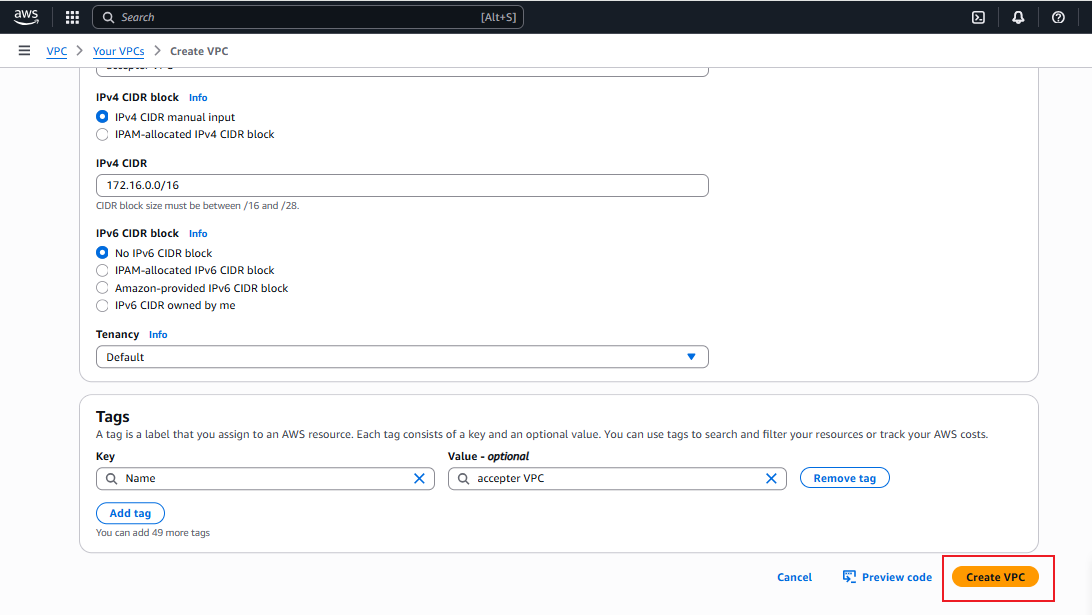 aws
Search [Alt+S]
VPC > Your VPCs > Create VPC
accepter VPC
IPv4 CIDR block Info
IPv4 CIDR manual input
IPAM-allocated IPv4 CIDR block
IPv4 CIDR
172.16.0.0/16
CIDR block size must be between /16 and /28.
IPv6 CIDR block Info
No IPv6 CIDR block
IPAM-allocated IPv6 CIDR block
Amazon-provided IPv6 CIDR block
IPv6 CIDR owned by me
Tenancy Info
Default
Tags
A tag is a label that you assign to an AWS resource. Each tag consists of a key and an optional value. You can use tags to search and filter your resources or track your AWS costs.
Key Value - optional
Name accepter VPC Remove tag
Add tag
You can add 49 more tags
Cancel Preview code Create VPC